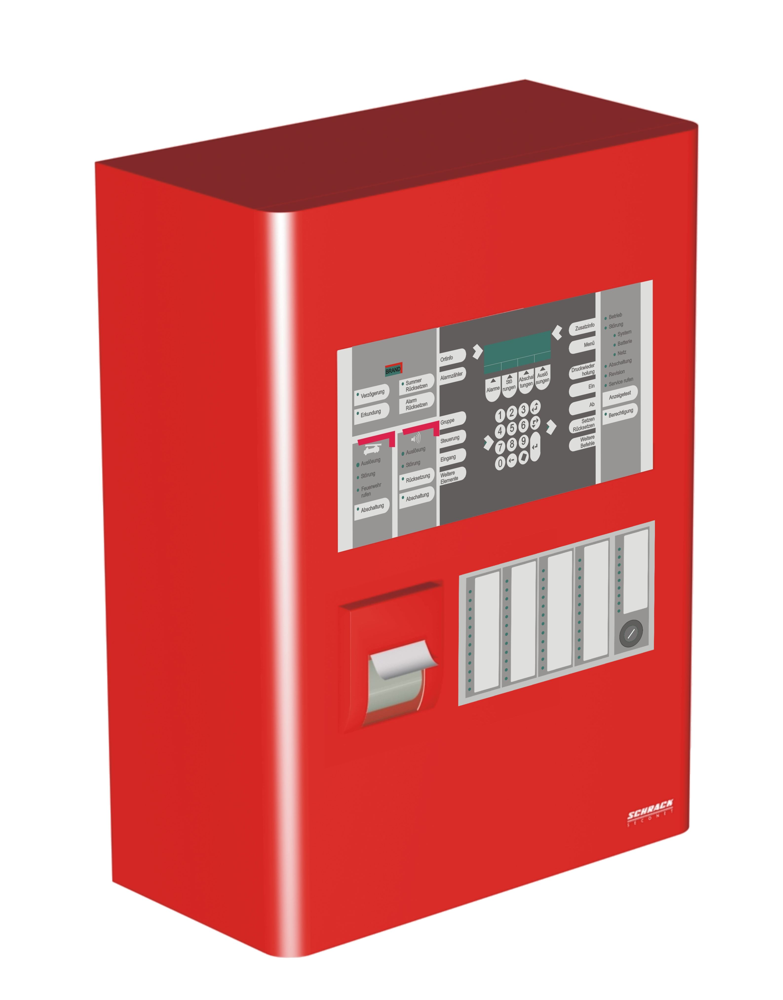 BRAND
Verzögerung
Erkundung
Summer
Rücksetzen
Alarm
Rücksetzen
Auslösung
Störung
Feuerwehr
rufen
Abschaltung
Auslösung
Störung
Rücksetzung
Abschaltung
Ortinfo
Alarmzähler
Gruppe
Steuerung
Eingang
Weitere
Elemente
Alarme
Stö
rungen
Abschal
tungen
Auslö
sungen
1 2 3
4 5 6
7 8 9
0
Zusatzinfo
Menü
Druckwieder
holung
Ein
Ab
Setzen
Rücksetzen
Weitere
Befehle
Betrieb
Störung
System
Batterie
Netz
Abschaltung
Revision
Service rufen
Anzeigetest
Berechtigung
SCHRACK
SECONET